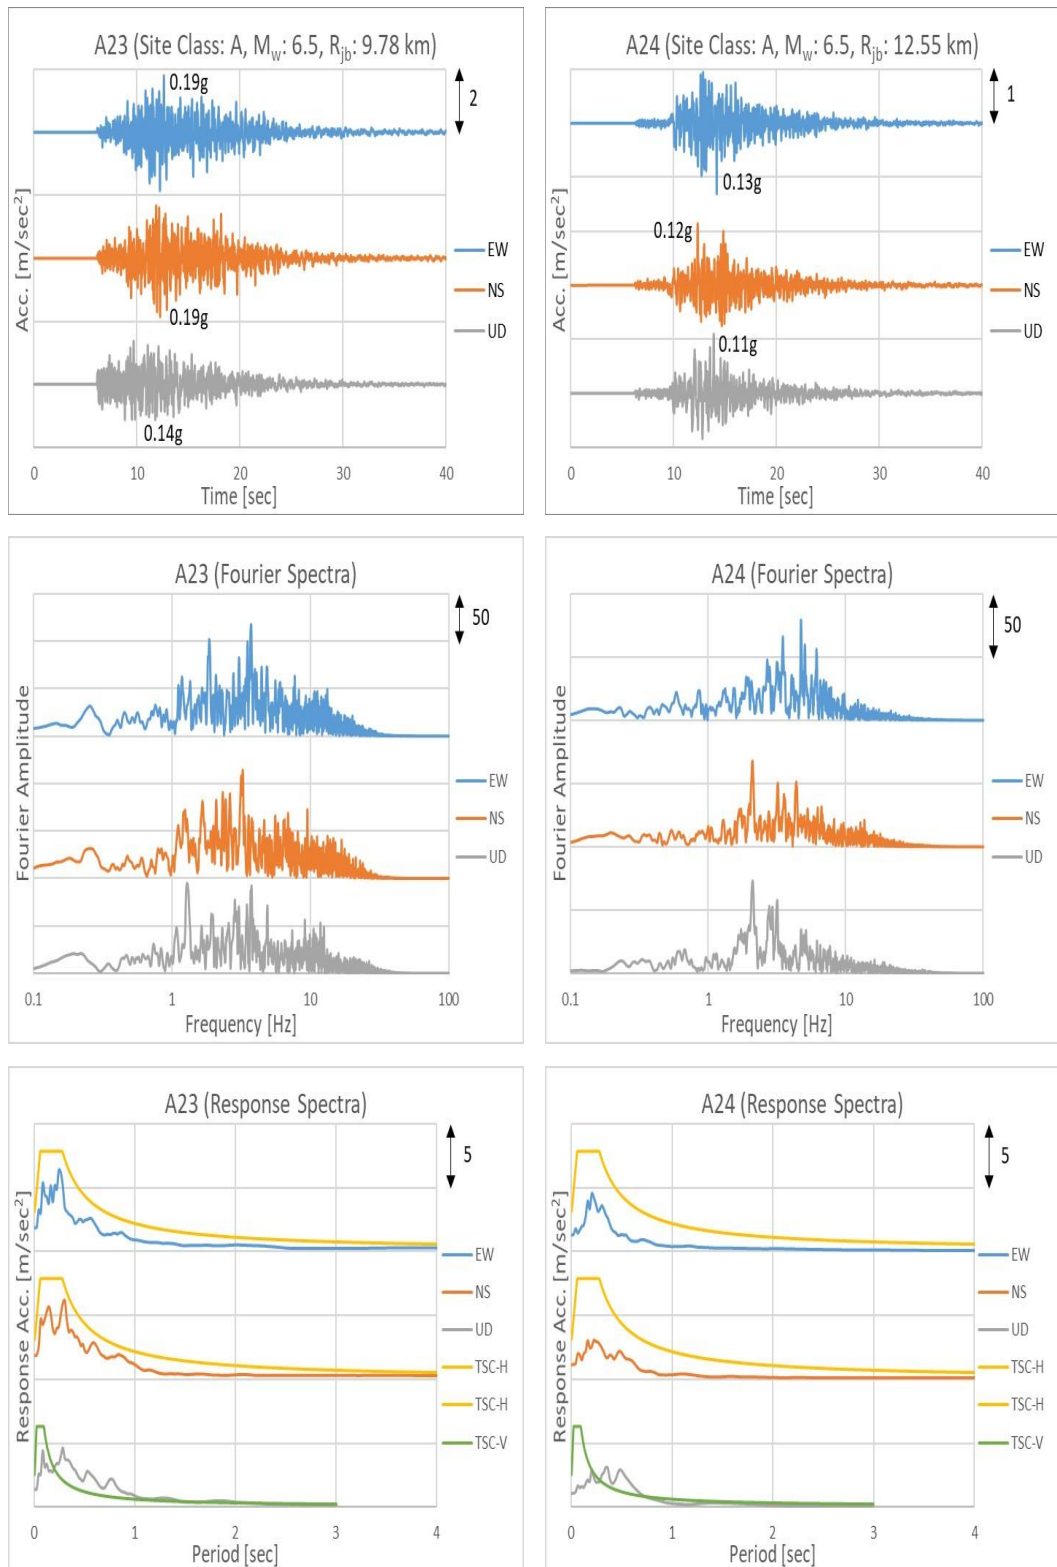 A23 (Site Class: A, Mw: 6.5, Rjb: 9.78 km)
2
0.19g
Acc. [m/sec²]
EW
NS
UD
0.19g
0.14g
0 10 20 30 40
Time [sec]
A24 (Site Class: A, Mw: 6.5, Rjb: 12.55 km)
1
0.13g
0.12g
Acc. [m/sec²]
EW
NS
UD
0.11g
0 10 20 30 40
Time [sec]
A23 (Fourier Spectra)
50
Fourier Amplitude
EW
NS
UD
0.1 1 10 100
Frequency [Hz]
A24 (Fourier Spectra)
50
Fourier Amplitude
EW
NS
UD
0.1 1 10 100
Frequency [Hz]
A23 (Response Spectra)
5
Response Acc. [m/sec²]
EW
NS
UD
TSC-H
TSC-H
TSC-V
0 1 2 3 4
Period [sec]
A24 (Response Spectra)
5
Response Acc. [m/sec²]
EW
NS
UD
TSC-H
TSC-H
TSC-V
0 1 2 3 4
Period [sec]